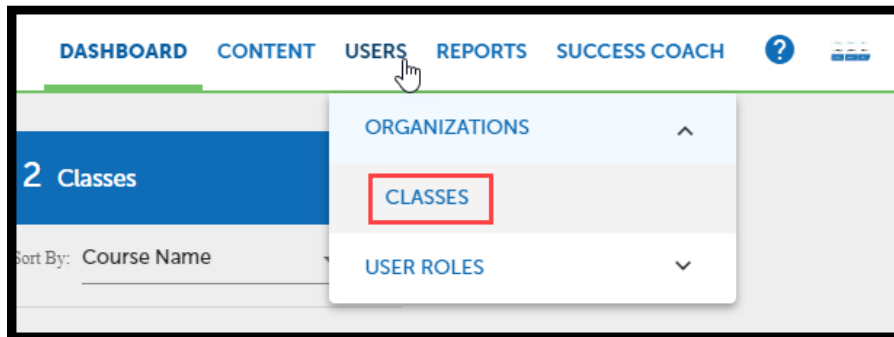 DASHBOARD CONTENT USERS REPORTS SUCCESS COACH ?
ORGANIZATIONS
2 Classes
CLASSES
Sort By: Course Name
USER ROLES